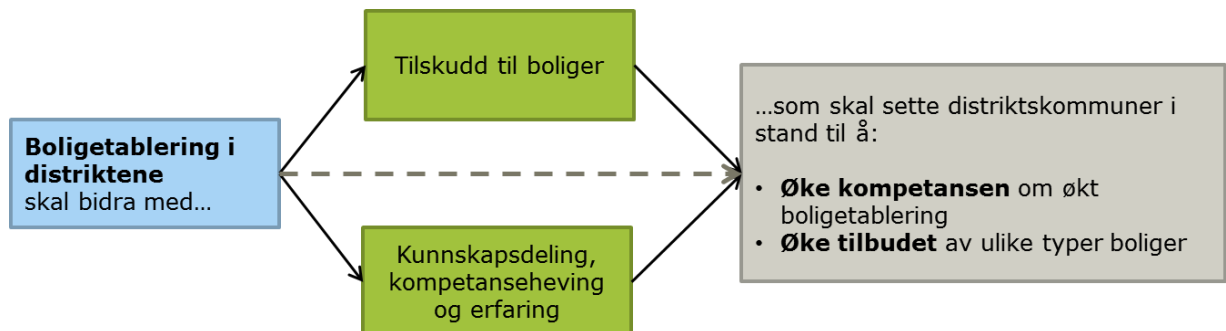 Boligetablering i
distriktene
skal bidra med…
Tilskudd til boliger
Kunnskapsdeling,
kompetanseheving
og erfaring
…som skal sette distriktskommuner i
stand til å:
• Øke kompetansen om økt
boligetablering
• Øke tilbudet av ulike typer boliger